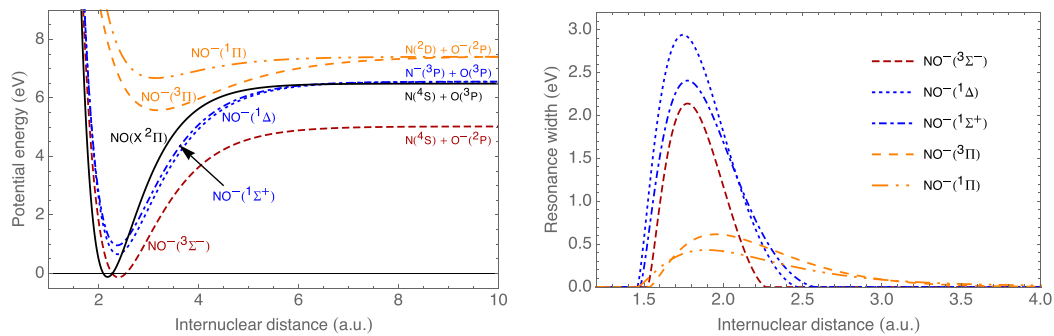 Potential energy (eV)
8
6
4
2
0
NO−(¹Π)
NO−(³Π)
NO(X²Π)
NO−(¹Δ)
NO−(¹Σ⁺)
NO−(³Σ−)
N(²D) + O−(²P)
N−(³P) + O(³P)
N(⁴S) + O(³P)
N(⁴S) + O−(²P)
2 4 6 8 10
Internuclear distance (a.u.)
Resonance width (eV)
3.0
2.5
2.0
1.5
1.0
0.5
0.0
NO−(³Σ−)
NO−(¹Δ)
NO−(¹Σ⁺)
NO−(³Π)
NO−(¹Π)
1.5 2.0 2.5 3.0 3.5 4.0
Internuclear distance (a.u.)